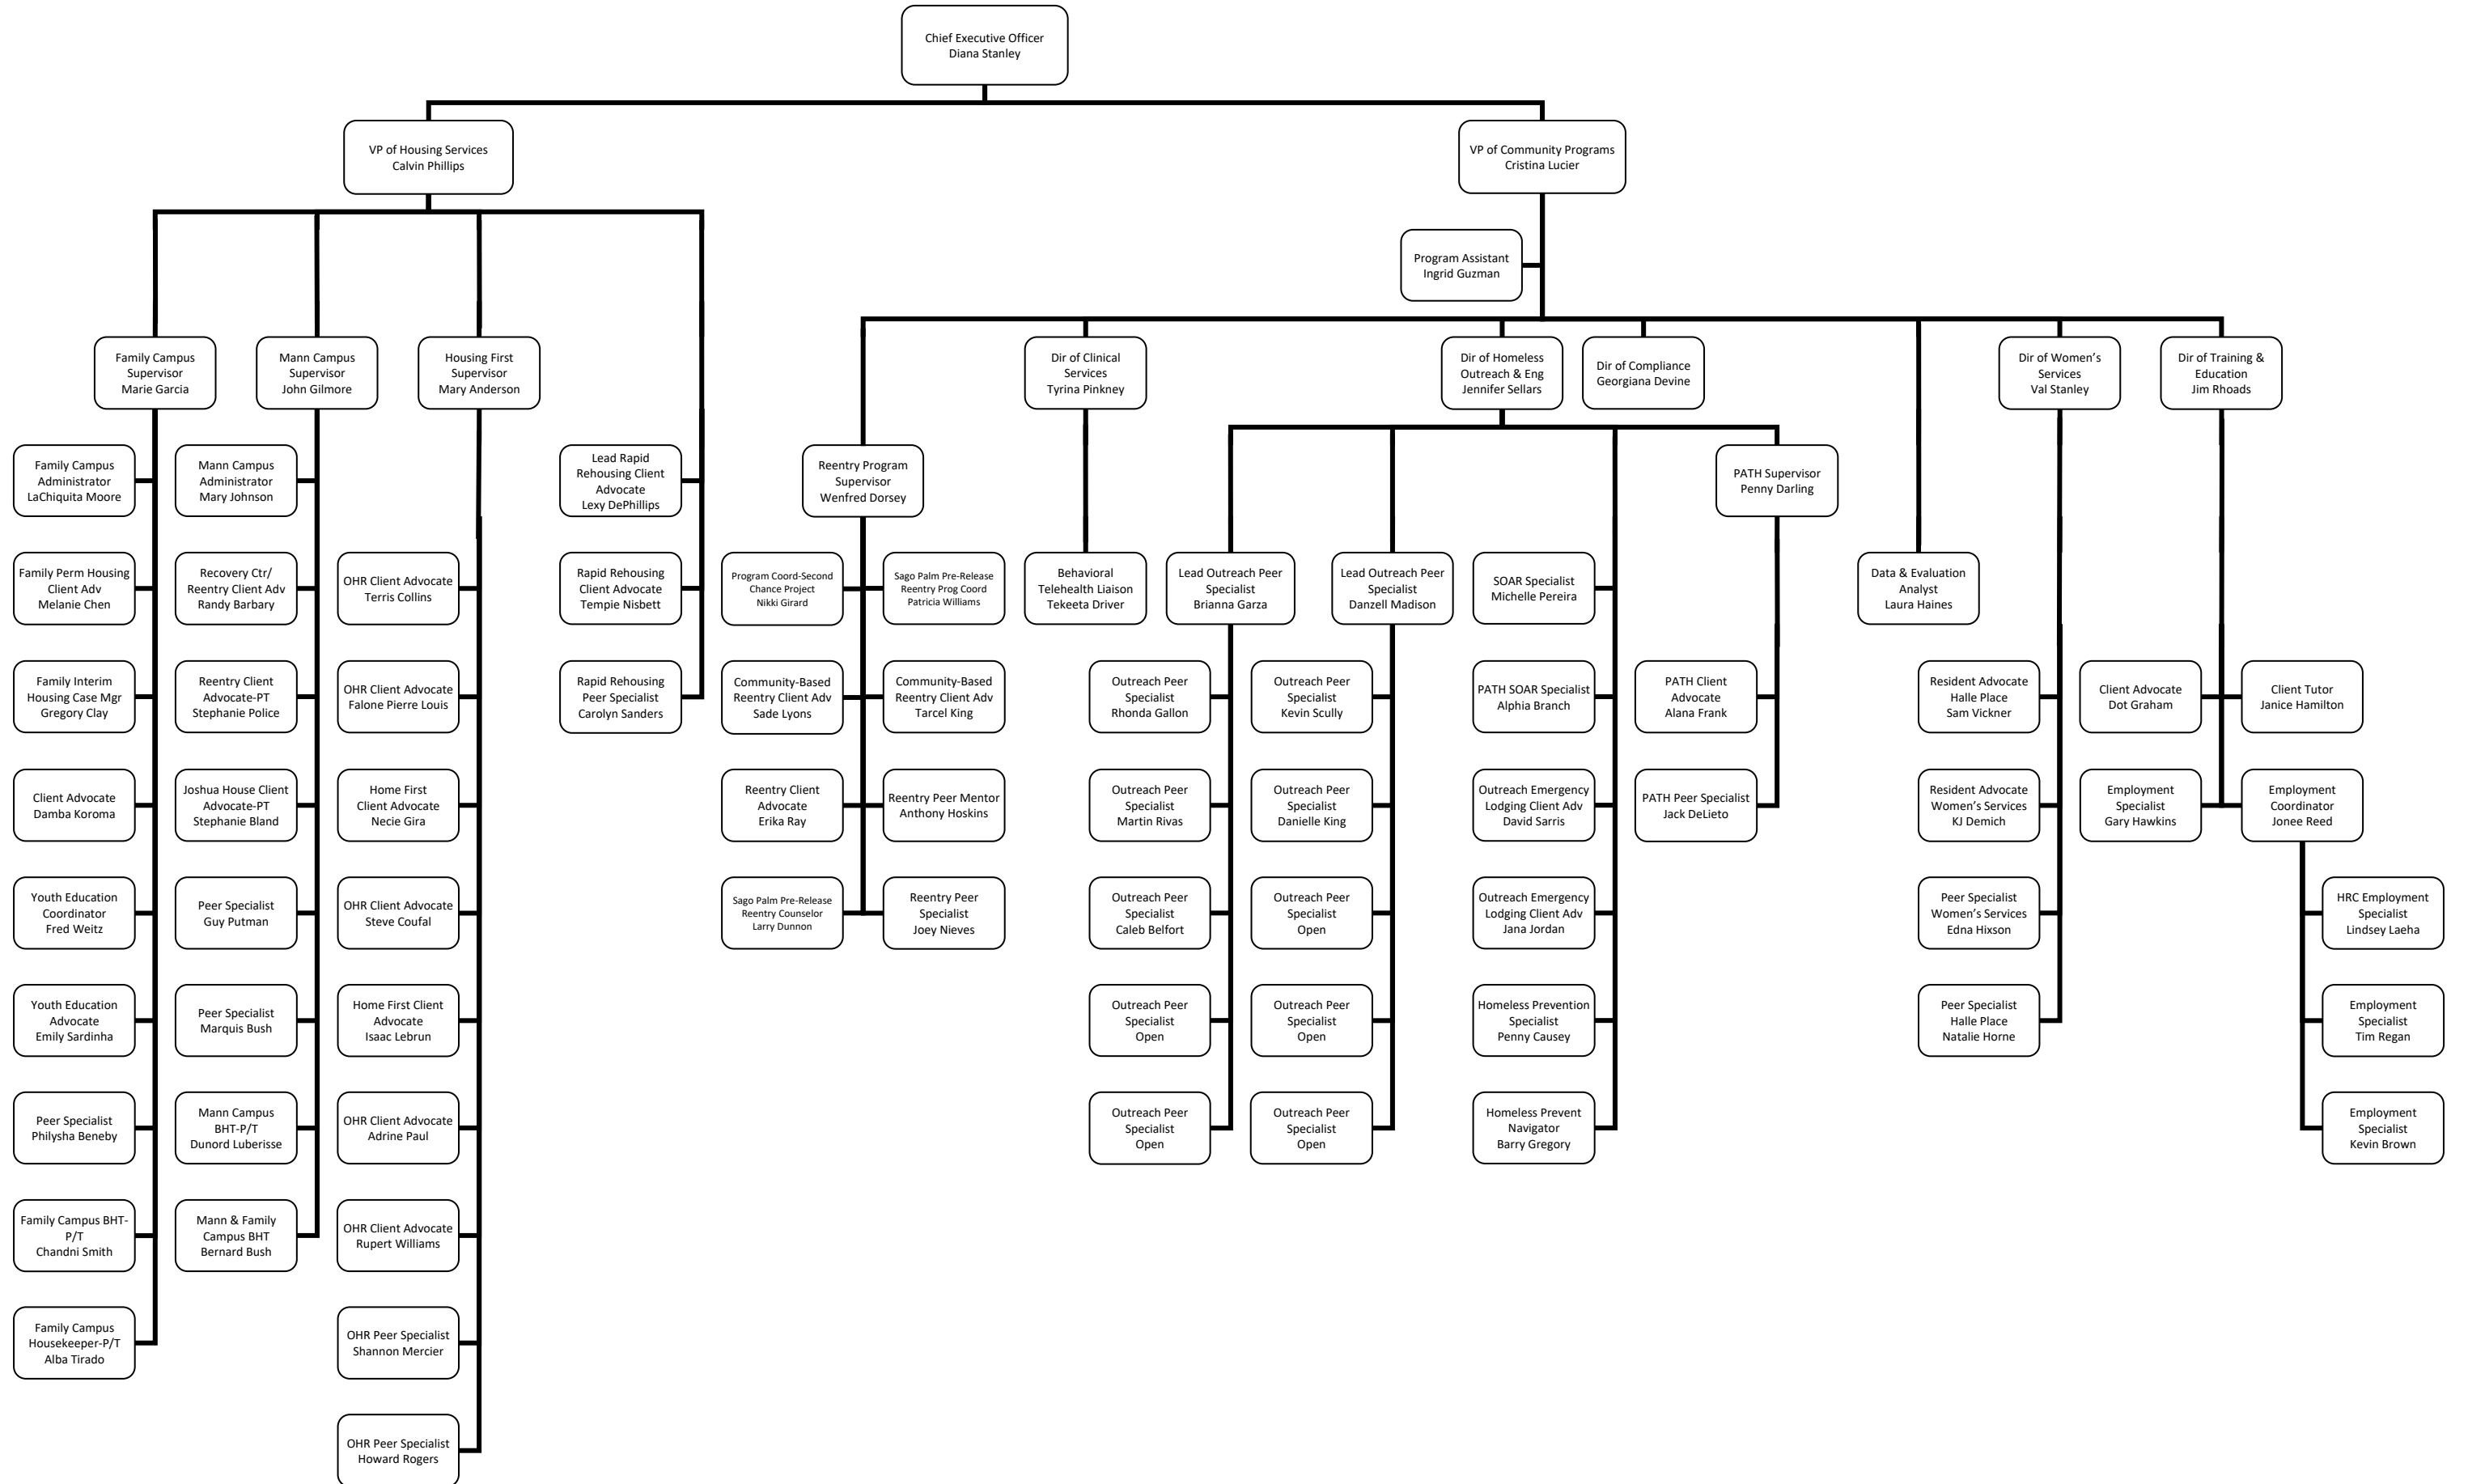 Chief Executive Officer
Diana Stanley
VP of Housing Services
Calvin Phillips
VP of Community Programs
Cristina Lucier
Program Assistant
Ingrid Guzman
Family Campus
Supervisor
Marie Garcia
Mann Campus
Supervisor
John Gilmore
Housing First
Supervisor
Mary Anderson
Dir of Clinical
Services
Tyrina Pinkney
Dir of Homeless
Outreach & Eng
Jennifer Sellars
Dir of Compliance
Georgiana Devine
Dir of Women’s
Services
Val Stanley
Dir of Training &
Education
Jim Rhoads
Family Campus
Administrator
LaChiquita Moore
Mann Campus
Administrator
Mary Johnson
Lead Rapid
Rehousing Client
Advocate
Lexy DePhillips
Reentry Program
Supervisor
Wenfred Dorsey
PATH Supervisor
Penny Darling
Family Perm Housing
Client Adv
Melanie Chen
Recovery Ctr/
Reentry Client Adv
Randy Barbary
OHR Client Advocate
Terris Collins
Rapid Rehousing
Client Advocate
Tempie Nisbett
Program Coord-Second
Chance Project
Nikki Girard
Sago Palm Pre-Release
Reentry Prog Coord
Patricia Williams
Behavioral
Telehealth Liaison
Tekeeta Driver
Lead Outreach Peer
Specialist
Brianna Garza
Lead Outreach Peer
Specialist
Danzell Madison
SOAR Specialist
Michelle Pereira
Data & Evaluation
Analyst
Laura Haines
Family Interim
Housing Case Mgr
Gregory Clay
Reentry Client
Advocate-PT
Stephanie Police
OHR Client Advocate
Falone Pierre Louis
Rapid Rehousing
Peer Specialist
Carolyn Sanders
Community-Based
Reentry Client Adv
Sade Lyons
Community-Based
Reentry Client Adv
Tarcel King
Outreach Peer
Specialist
Rhonda Gallon
Outreach Peer
Specialist
Kevin Scully
PATH SOAR Specialist
Alphia Branch
PATH Client
Advocate
Alana Frank
Resident Advocate
Halle Place
Sam Vickner
Client Advocate
Dot Graham
Client Tutor
Janice Hamilton
Client Advocate
Damba Koroma
Joshua House Client
Advocate-PT
Stephanie Bland
Home First
Client Advocate
Necie Gira
Reentry Client
Advocate
Erika Ray
Reentry Peer Mentor
Anthony Hoskins
Outreach Peer
Specialist
Martin Rivas
Outreach Peer
Specialist
Danielle King
Outreach Emergency
Lodging Client Adv
David Sarris
PATH Peer Specialist
Jack DeLieto
Resident Advocate
Women’s Services
KJ Demich
Employment
Specialist
Gary Hawkins
Employment
Coordinator
Jonee Reed
Youth Education
Coordinator
Fred Weitz
Peer Specialist
Guy Putman
OHR Client Advocate
Steve Coufal
Sago Palm Pre-Release
Reentry Counselor
Larry Dunnon
Reentry Peer
Specialist
Joey Nieves
Outreach Peer
Specialist
Caleb Belfort
Outreach Peer
Specialist
Open
Outreach Emergency
Lodging Client Adv
Jana Jordan
Peer Specialist
Women’s Services
Edna Hixson
HRC Employment
Specialist
Lindsey Laeha
Youth Education
Advocate
Emily Sardinha
Peer Specialist
Marquis Bush
Home First Client
Advocate
Isaac Lebrun
Outreach Peer
Specialist
Open
Outreach Peer
Specialist
Open
Homeless Prevention
Specialist
Penny Causey
Peer Specialist
Halle Place
Natalie Horne
Employment
Specialist
Tim Regan
Peer Specialist
Philysha Beneby
Mann Campus
BHT-P/T
Dunord Luberisse
OHR Client Advocate
Adrine Paul
Outreach Peer
Specialist
Open
Outreach Peer
Specialist
Open
Homeless Prevent
Navigator
Barry Gregory
Employment
Specialist
Kevin Brown
Family Campus BHT-
P/T
Chandni Smith
Mann & Family
Campus BHT
Bernard Bush
OHR Client Advocate
Rupert Williams
Family Campus
Housekeeper-P/T
Alba Tirado
OHR Peer Specialist
Shannon Mercier
OHR Peer Specialist
Howard Rogers